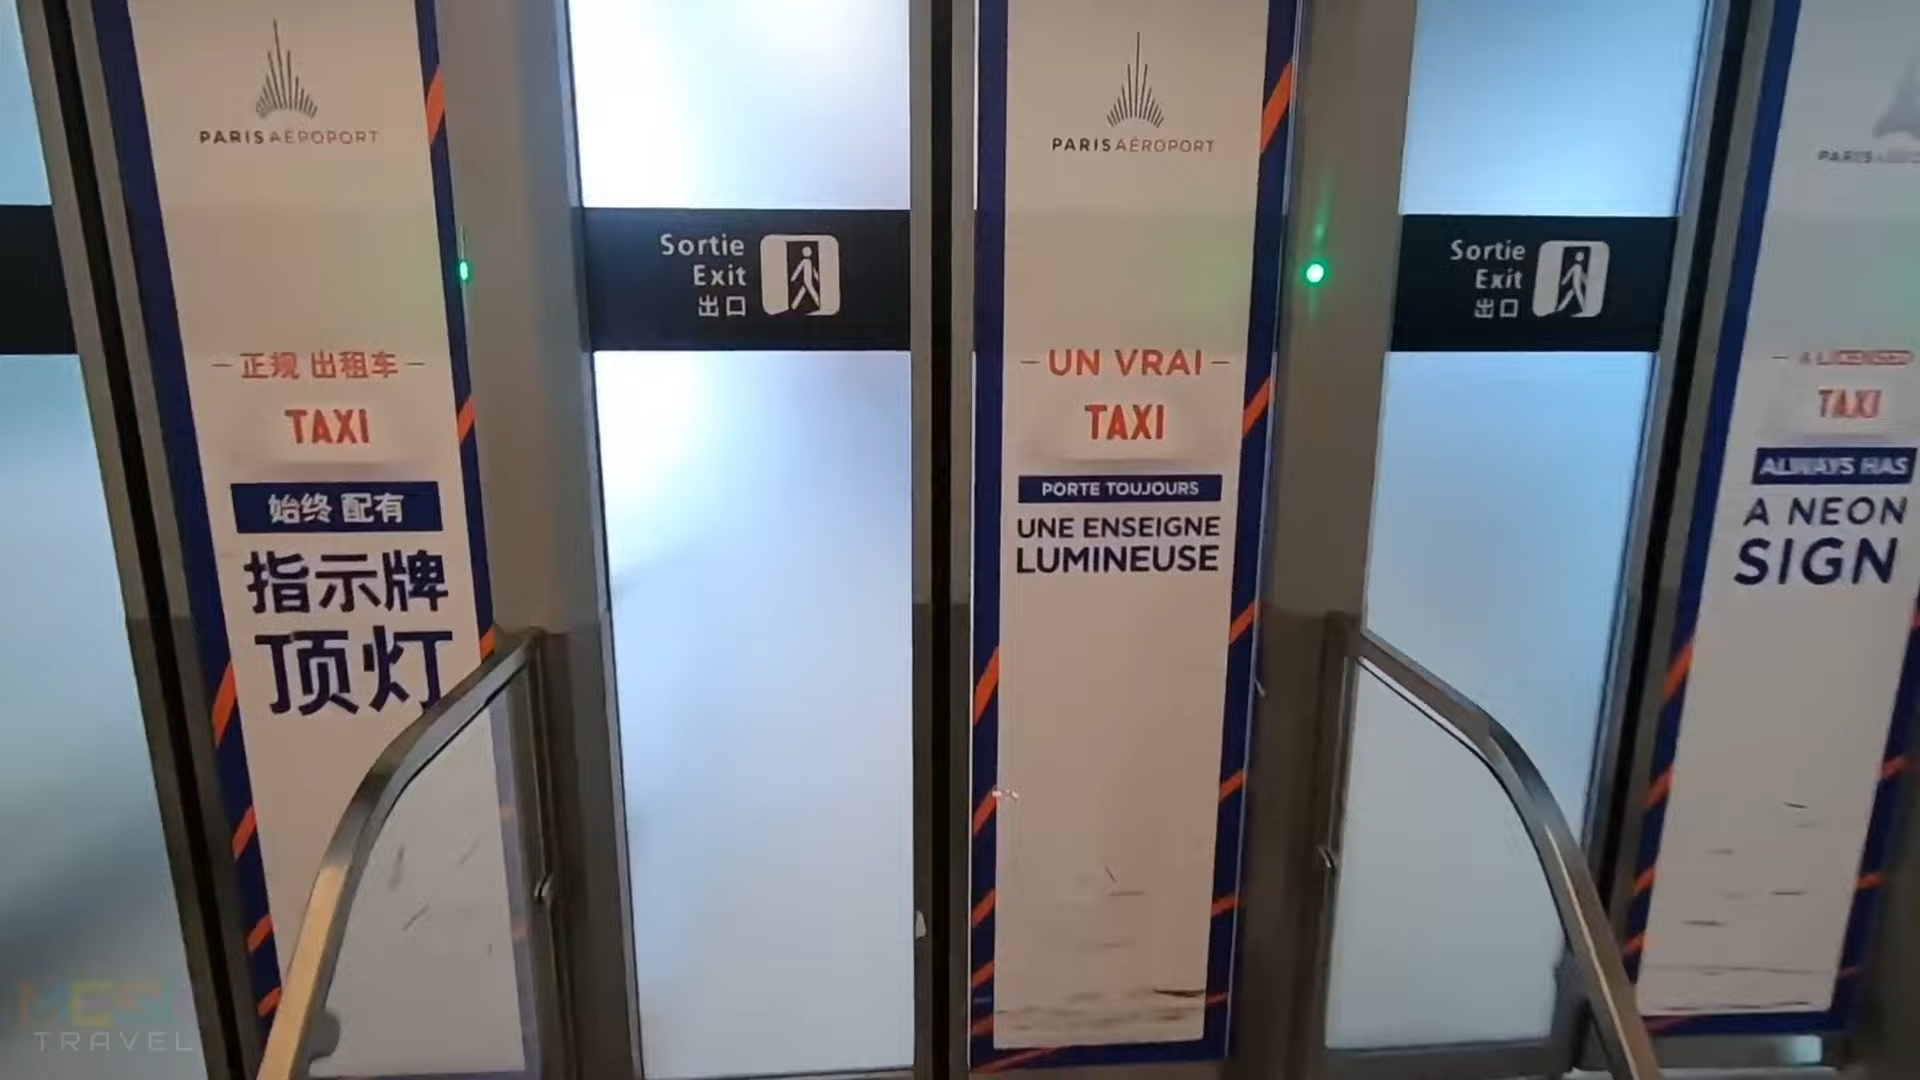 PARIS AÉROPORT
正规 出租车
TAXI
始终 配有
指示牌
顶灯
Sortie
Exit
出口
PARIS AÉROPORT
UN VRAI
TAXI
PORTE TOUJOURS
UNE ENSEIGNE
LUMINEUSE
Sortie
Exit
出口
PARIS
A LICENSED
TAXI
ALWAYS HAS
A NEON
SIGN
TRAVEL